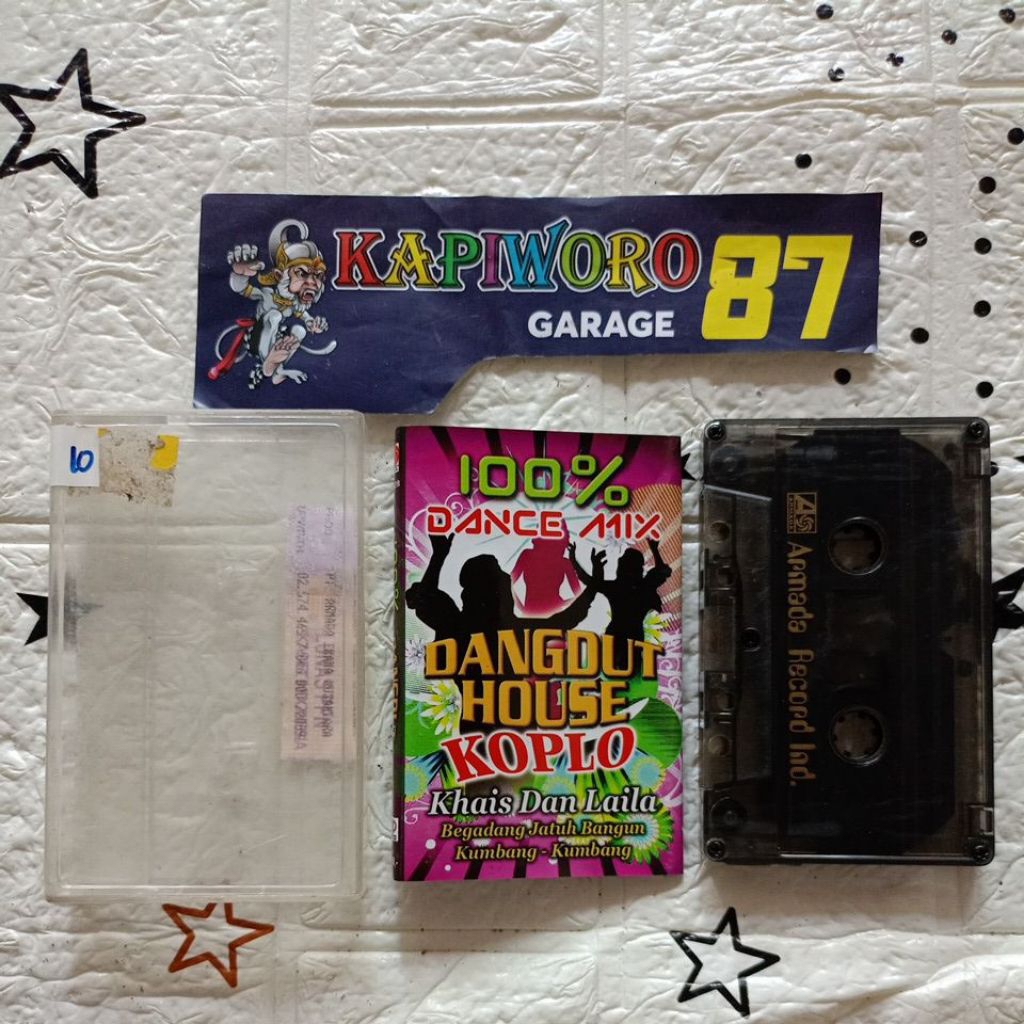 KAPIWORO 87
GARAGE
10
100%
DANCE MIX
DANGDUT
HOUSE
KOPLO
Khais Dan Laila
Begadang Jatuh Bangun
Kumbang - Kumbang
Armada Record Ind.